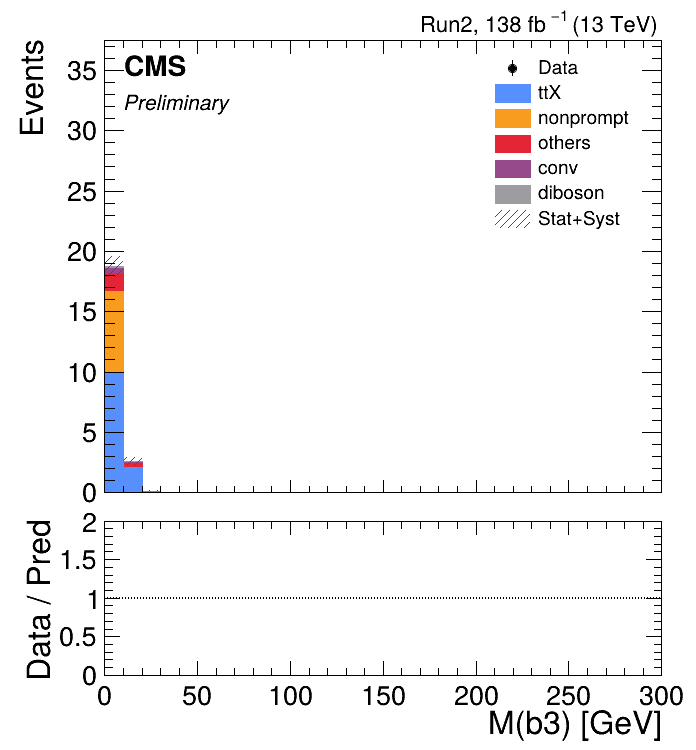 Run2, 138 fb⁻¹ (13 TeV)
CMS
Preliminary
Events
35
30
25
20
15
10
5
0
Data
ttX
nonprompt
others
conv
diboson
Stat+Syst
Data / Pred
2
1.5
1
0.5
0
0 50 100 150 200 250 300
M(b3) [GeV]